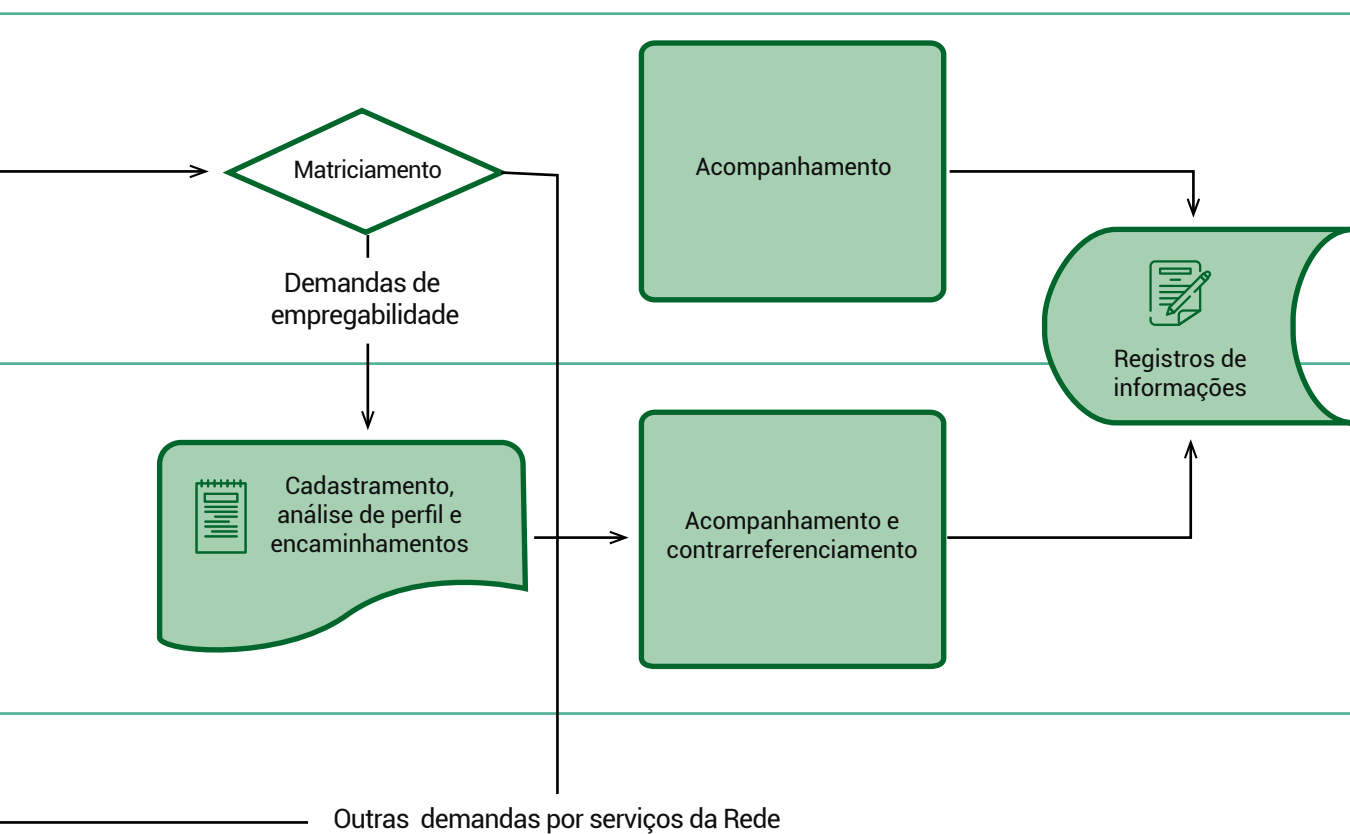 Matriciamento
Acompanhamento
Demandas de
empregabilidade
Registros de
informações
Cadastramento,
análise de perfil e
encaminhamentos
Acompanhamento e
contrarreferenciamento
Outras demandas por serviços da Rede